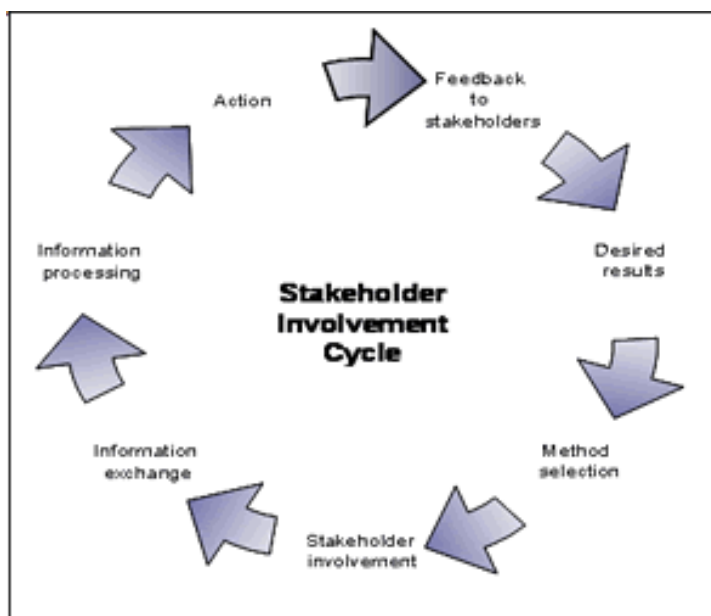 Action
Feedback
to
stakeholders
Desired
results
Method
selection
Stakeholder
involvement
Information
exchange
Information
processing
Stakeholder
Involvement
Cycle